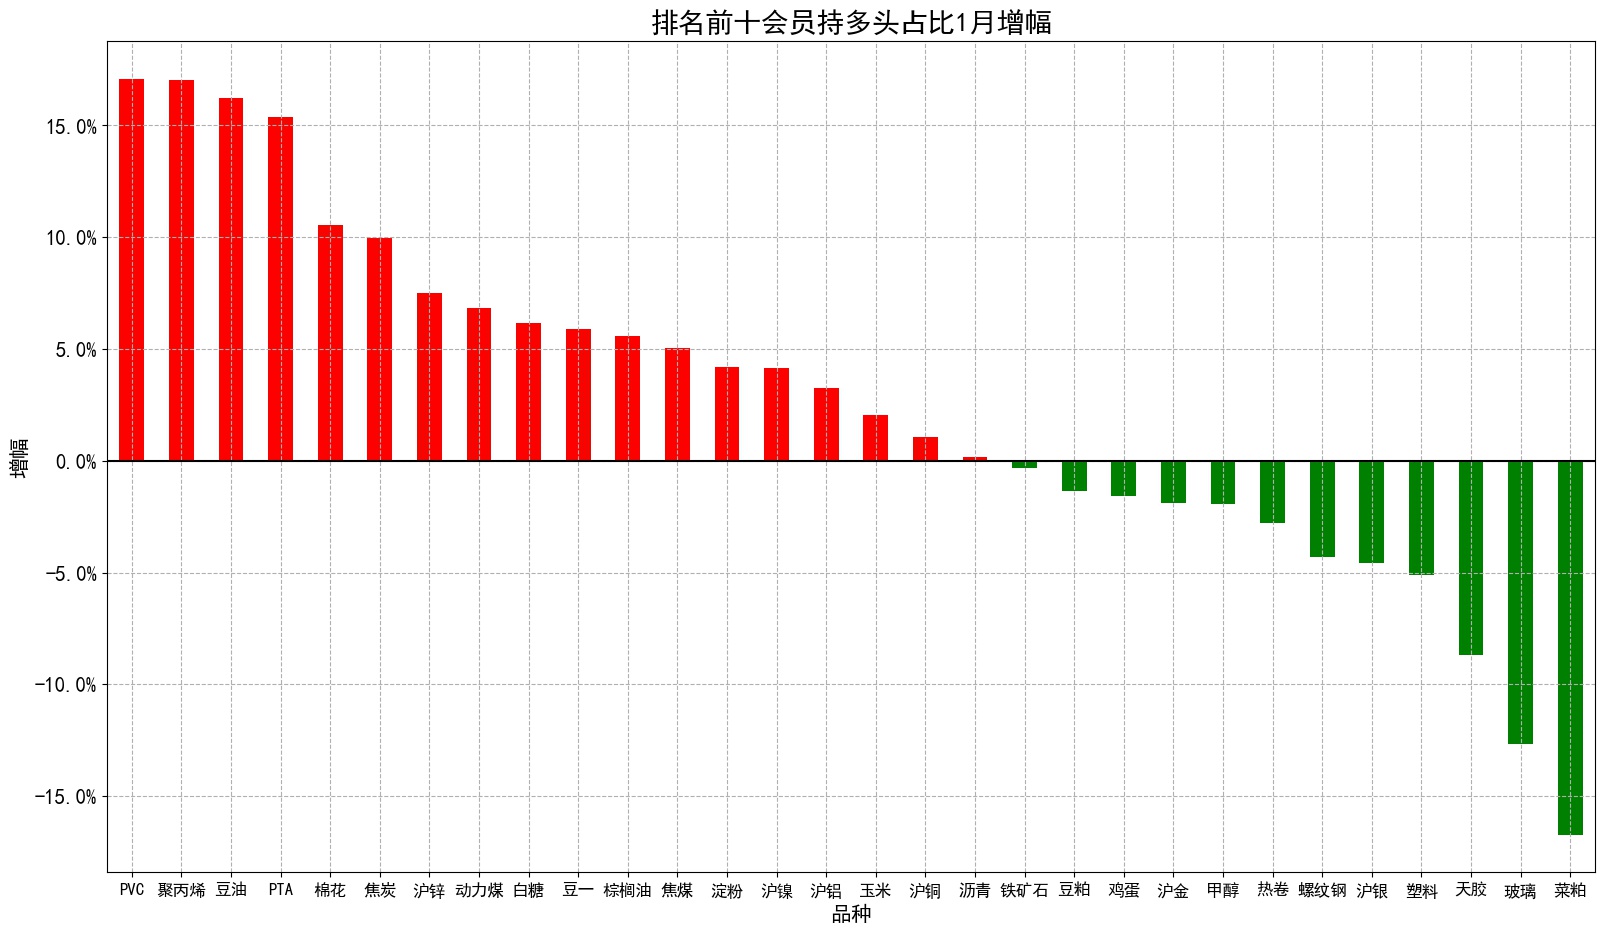 排名前十会员持多头占比1月增幅
15.0%
10.0%
5.0%
0.0%
-5.0%
-10.0%
-15.0%
增幅
PVC 聚丙烯 豆油 PTA 棉花 焦炭 沪锌 动力煤 白糖 豆一 棕榈油 焦煤 淀粉 沪镍 沪铝 玉米 沪铜 沥青 铁矿石 豆粕 鸡蛋 沪金 甲醇 热卷 螺纹钢 沪银 塑料 天胶 玻璃 菜粕
品种